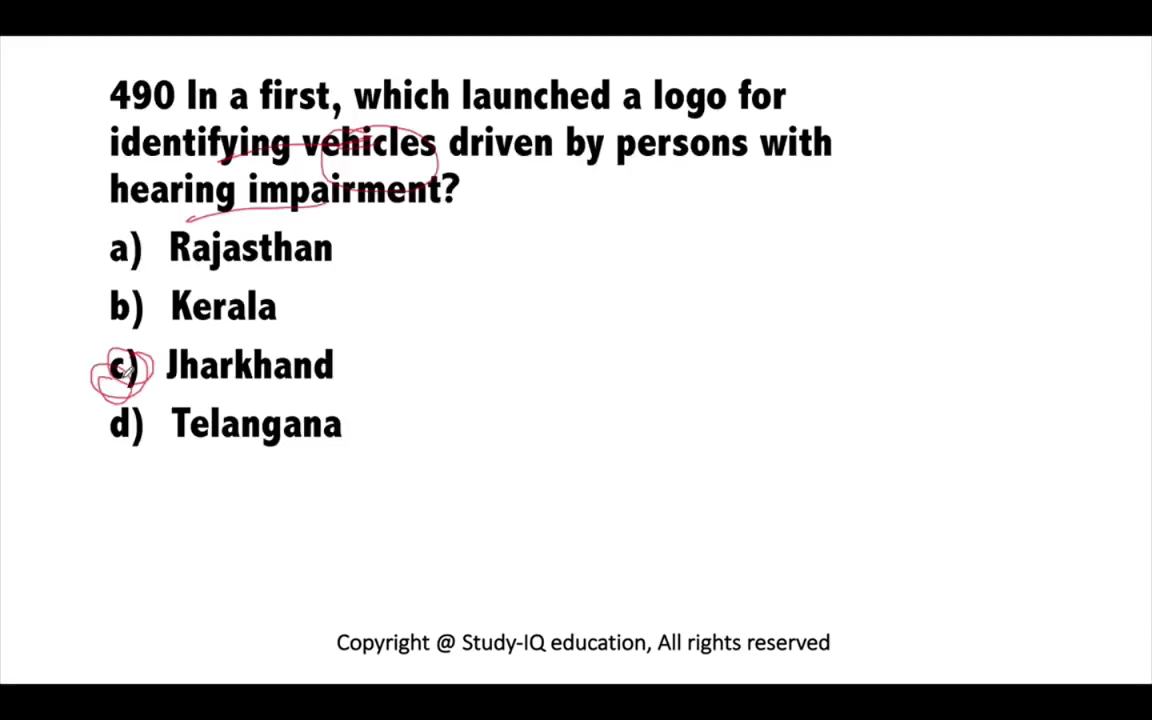 490 In a first, which launched a logo for
identifying vehicles driven by persons with
hearing impairment?
a) Rajasthan
b) Kerala
c) Jharkhand
d) Telangana
Copyright @ Study-IQ education, All rights reserved